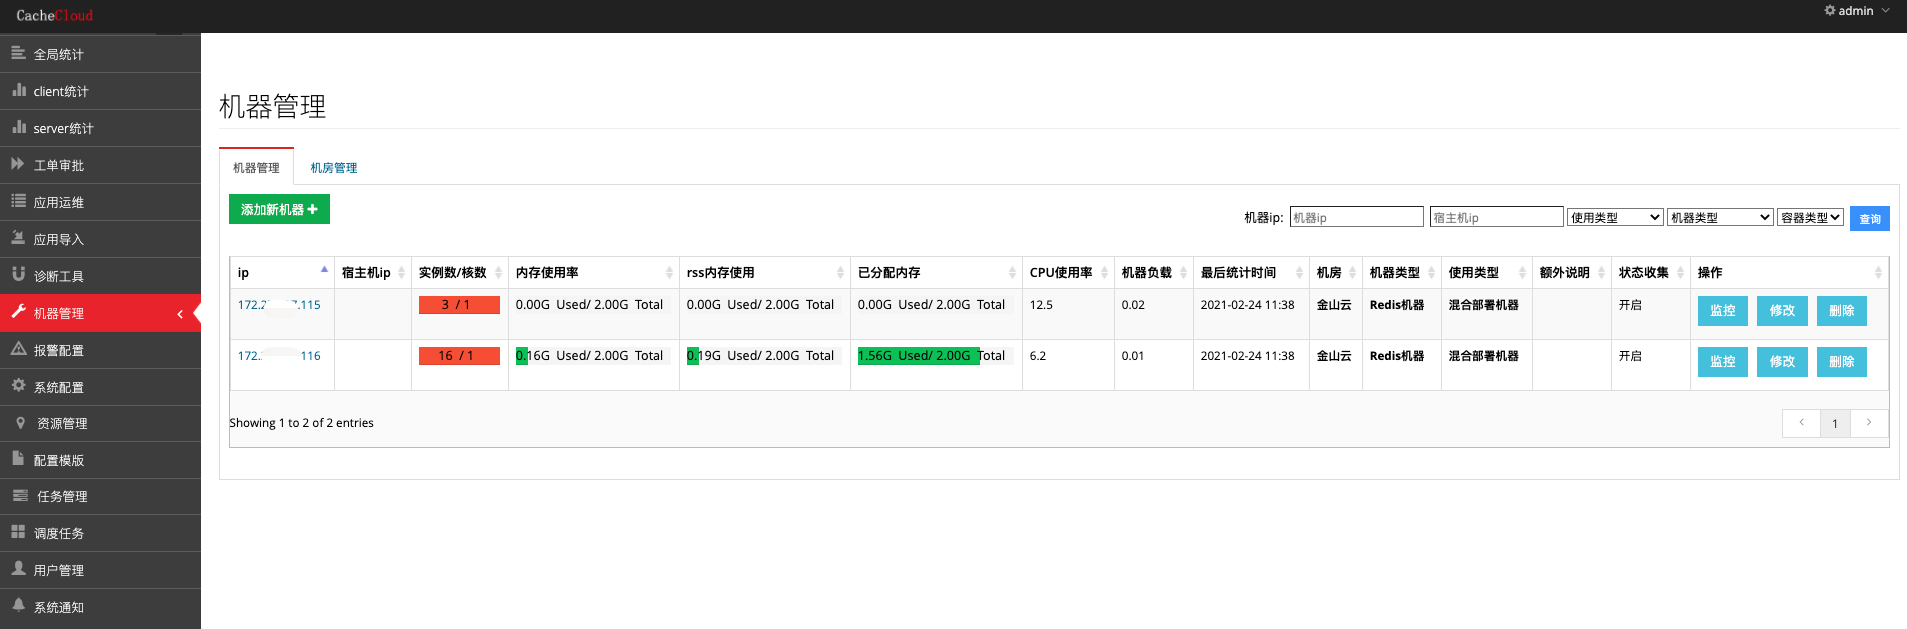 CacheCloud
admin
全局统计
client统计
server统计
工单审批
应用运维
应用导入
诊断工具
机器管理
报警配置
系统配置
资源管理
配置模版
任务管理
调度任务
用户管理
系统通知
机器管理
机器管理 机房管理
添加新机器
机器ip: 机器ip 宿主机ip 使用类型 机器类型 容器类型 查询
ip 宿主机ip 实例数/核数 内存使用率 rss内存使用 已分配内存 CPU使用率 机器负载 最后统计时间 机房 机器类型 使用类型 额外说明 状态收集 操作
.115 3 / 1 0.00G Used/ 2.00G Total 0.00G Used/ 2.00G Total 0.00G Used/ 2.00G Total 12.5 0.02 2021-02-24 11:38 金山云 Redis机器 混合部署机器 开启 监控 修改 删除
172. 116 16 / 1 0.16G Used/ 2.00G Total 0.19G Used/ 2.00G Total 1.56G Used/ 2.00G Total 6.2 0.01 2021-02-24 11:38 金山云 Redis机器 混合部署机器 开启 监控 修改 删除
Showing 1 to 2 of 2 entries
1